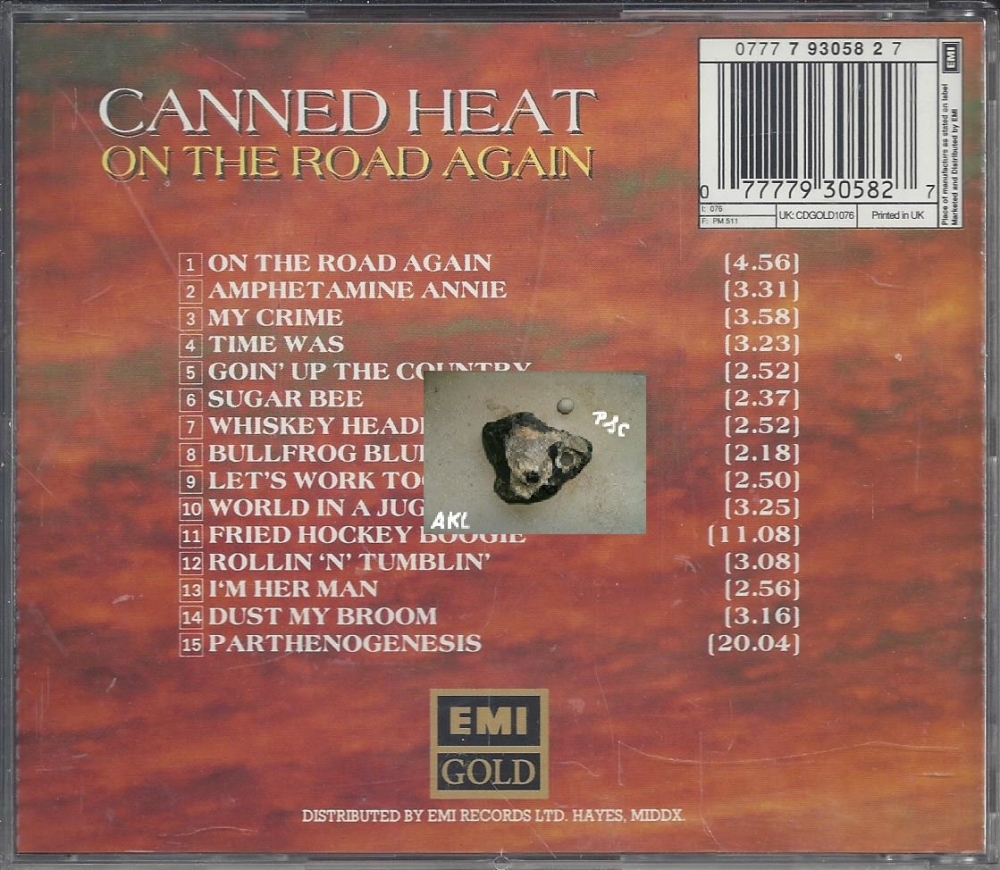 0777 7 93058 2 7
EMI
Place of manufacture as stated on label
Marketed and Distributed by EMI
0 77779 30582 7
I: 076
F: PM 511
UK: CDGOLD1076
Printed in UK
CANNED HEAT
ON THE ROAD AGAIN
1 ON THE ROAD AGAIN [4.56]
2 AMPHETAMINE ANNIE [3.31]
3 MY CRIME [3.58]
4 TIME WAS [3.23]
5 GOIN' UP THE COUNTRY [2.52]
6 SUGAR BEE [2.37]
7 WHISKEY HEAD [2.52]
8 BULLFROG BLU [2.18]
9 LET'S WORK TO [2.50]
10 WORLD IN A JUG [3.25]
11 FRIED HOCKEY BOOGIE [11.08]
12 ROLLIN 'N' TUMBLIN' [3.08]
13 I'M HER MAN [2.56]
14 DUST MY BROOM [3.16]
15 PARTHENOGENESIS [20.04]
PSC
AKL
EMI
GOLD
DISTRIBUTED BY EMI RECORDS LTD. HAYES, MIDDX.